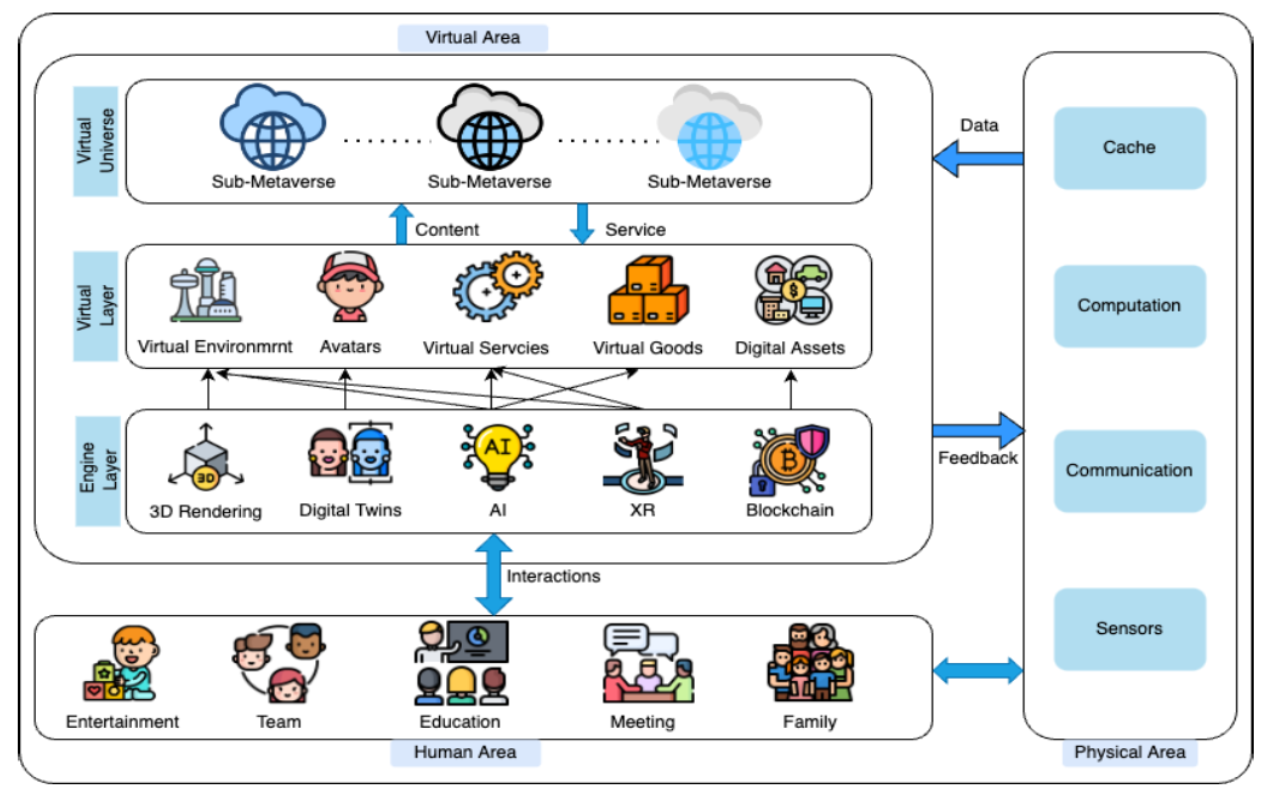 Virtual Area
Virtual
Universe
Sub-Metaverse
Sub-Metaverse
Sub-Metaverse
Content
Service
Virtual
Layer
Virtual Environmrnt
Avatars
Virtual Servcies
Virtual Goods
Digital Assets
Engine
Layer
3D
AI
3D Rendering
Digital Twins
AI
XR
Blockchain
Interactions
Entertainment
Team
Education
Meeting
Family
Human Area
Data
Feedback
Cache
Computation
Communication
Sensors
Physical Area